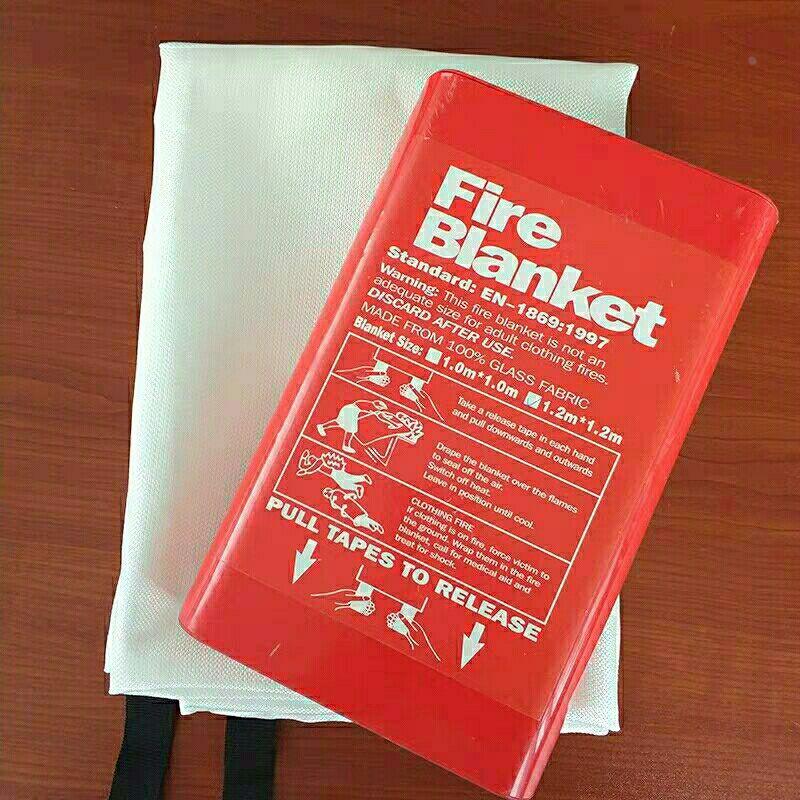 Fire
Blanket
Standard: EN-1869:1997
Warning: This fire blanket is not an
adequate size for adult clothing fires.
DISCARD AFTER USE.
MADE FROM 100% GLASS FABRIC
Blanket Size: 1.0m*1.0m 1.2m*1.2m
Take a release tape in each hand
and pull downwards and outwards
Drape the blanket over the flames
to seal off the air.
Switch off heat.
Leave in position until cool.
CLOTHING FIRE
If clothing is on fire, force victim to
the ground. Wrap them in the fire
blanket, call for medical aid and
treat for shock.
PULL TAPES TO RELEASE